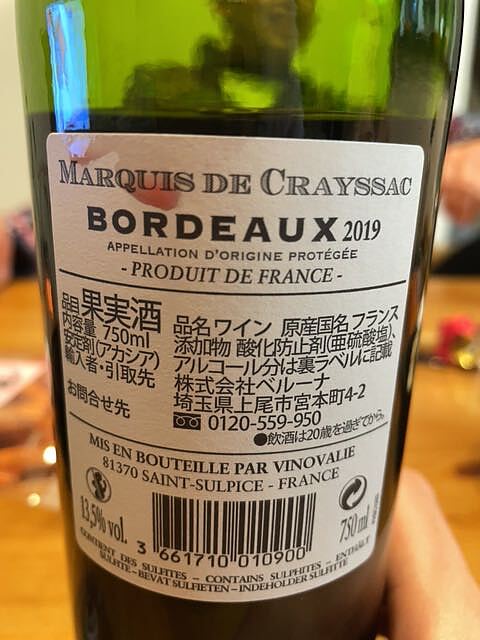 MARQUIS DE CRAYSSAC
BORDEAUX 2019
APPELLATION D'ORIGINE PROTÉGÉE
- PRODUIT DE FRANCE -
品目 果実酒
内容量 750ml
安定剤(アカシア)
輸入者・引取先
お問合せ先
品名 ワイン 原産国名 フランス
添加物 酸化防止剤(亜硫酸塩)、
アルコール分は裏ラベルに記載
株式会社ベルーナ
埼玉県上尾市宮本町4-2
0120-559-950
●飲酒は20歳を過ぎてから。
MIS EN BOUTEILLE PAR VINOVALIE
81370 SAINT-SULPICE - FRANCE
13,5% vol.
750 ml
3 661710 010900
CONTIENT DES SULFITES - CONTAINS SULPHITES - ENTHÄLT
SULFITE - BEVAT SULFIETEN - INDEHOLDER SULFITTE